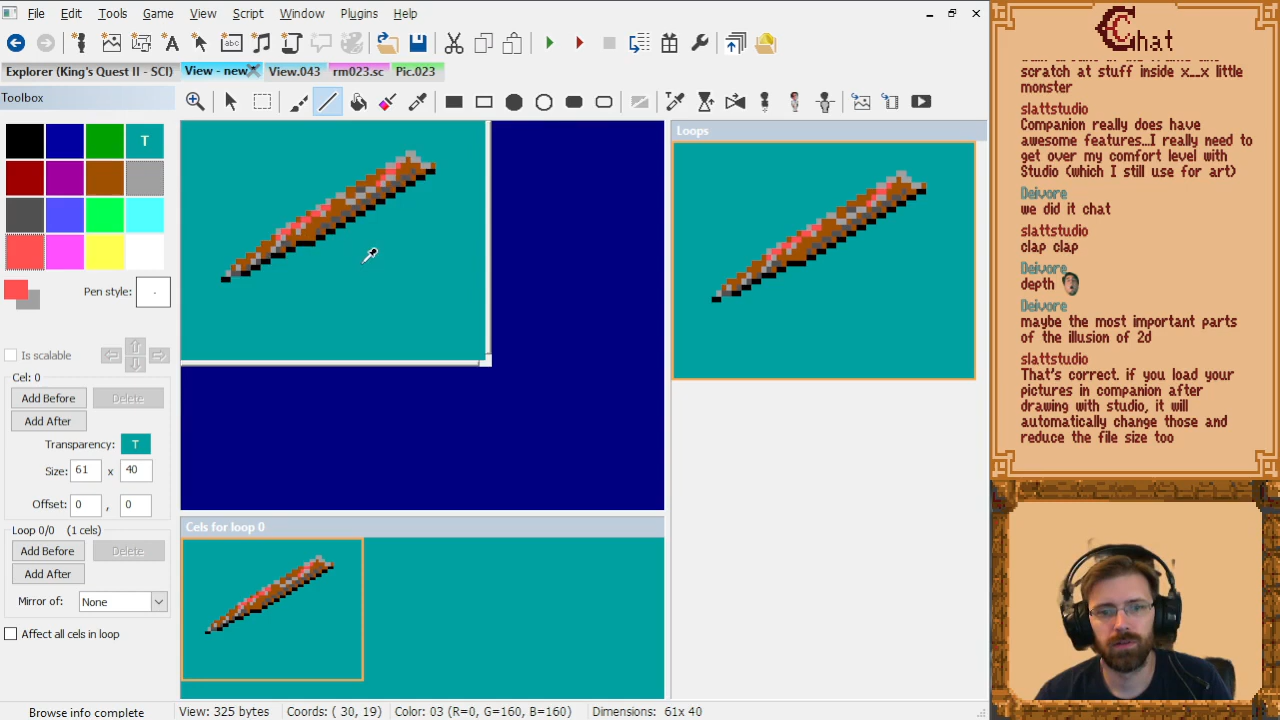 File Edit Tools Game View Script Window Plugins Help
Explorer (King's Quest II - SCI) View - new View.043 rm023.sc Pic.023
Toolbox
T
Pen style:
Is scalable
Cel: 0
Add Before Delete
Add After
Transparency: T
Size: 61 x 40
Offset: 0 , 0
Loop 0/0 (1 cels)
Add Before Delete
Add After
Mirror of: None
Affect all cels in loop
Loops
Cels for loop 0
Browse info complete View: 325 bytes ( 30, 19) Color: 03 (R=0, G=160, B=160) Dimensions: 61x 40
Chat
scratch at stuff inside x...x little
monster
slattstudio
Companion really does have
awesome features...I really need to
get over my comfort level with
Studio (which I still use for art)
Deivore
we did it chat
slattstudio
clap clap
Deivore
depth
Deivore
maybe the most important parts
of the illusion of 2d
slattstudio
That's correct. if you load your
pictures in companion after
drawing with studio, it will
automatically change those and
reduce the file size too